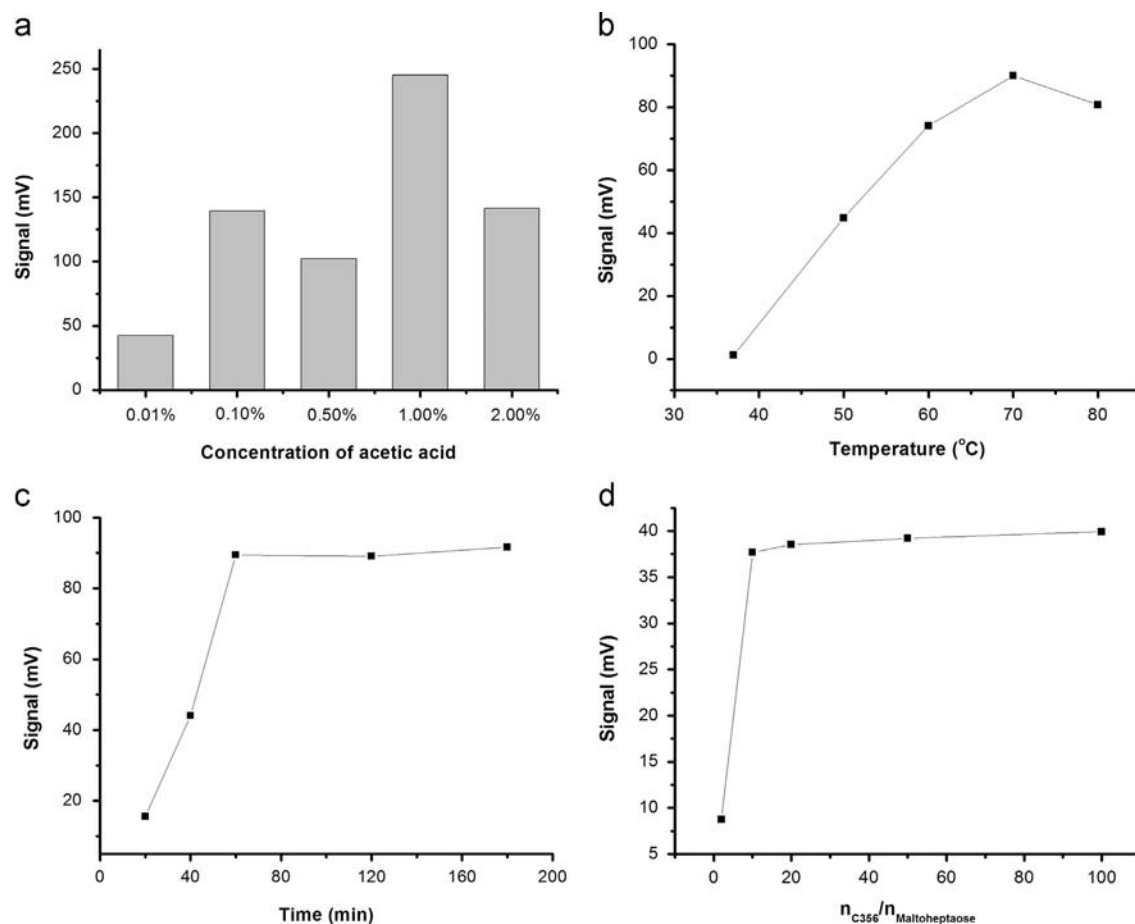 a
250
200
150
100
50
0
Signal (mV)
0.01% 0.10% 0.50% 1.00% 2.00%
Concentration of acetic acid
b
100
80
60
40
20
0
Signal (mV)
30 40 50 60 70 80
Temperature (°C)
c
100
80
60
40
20
Signal (mV)
0 40 80 120 160 200
Time (min)
d
40
35
30
25
20
15
10
5
Signal (mV)
0 20 40 60 80 100
nC356/nMaltoheptaose